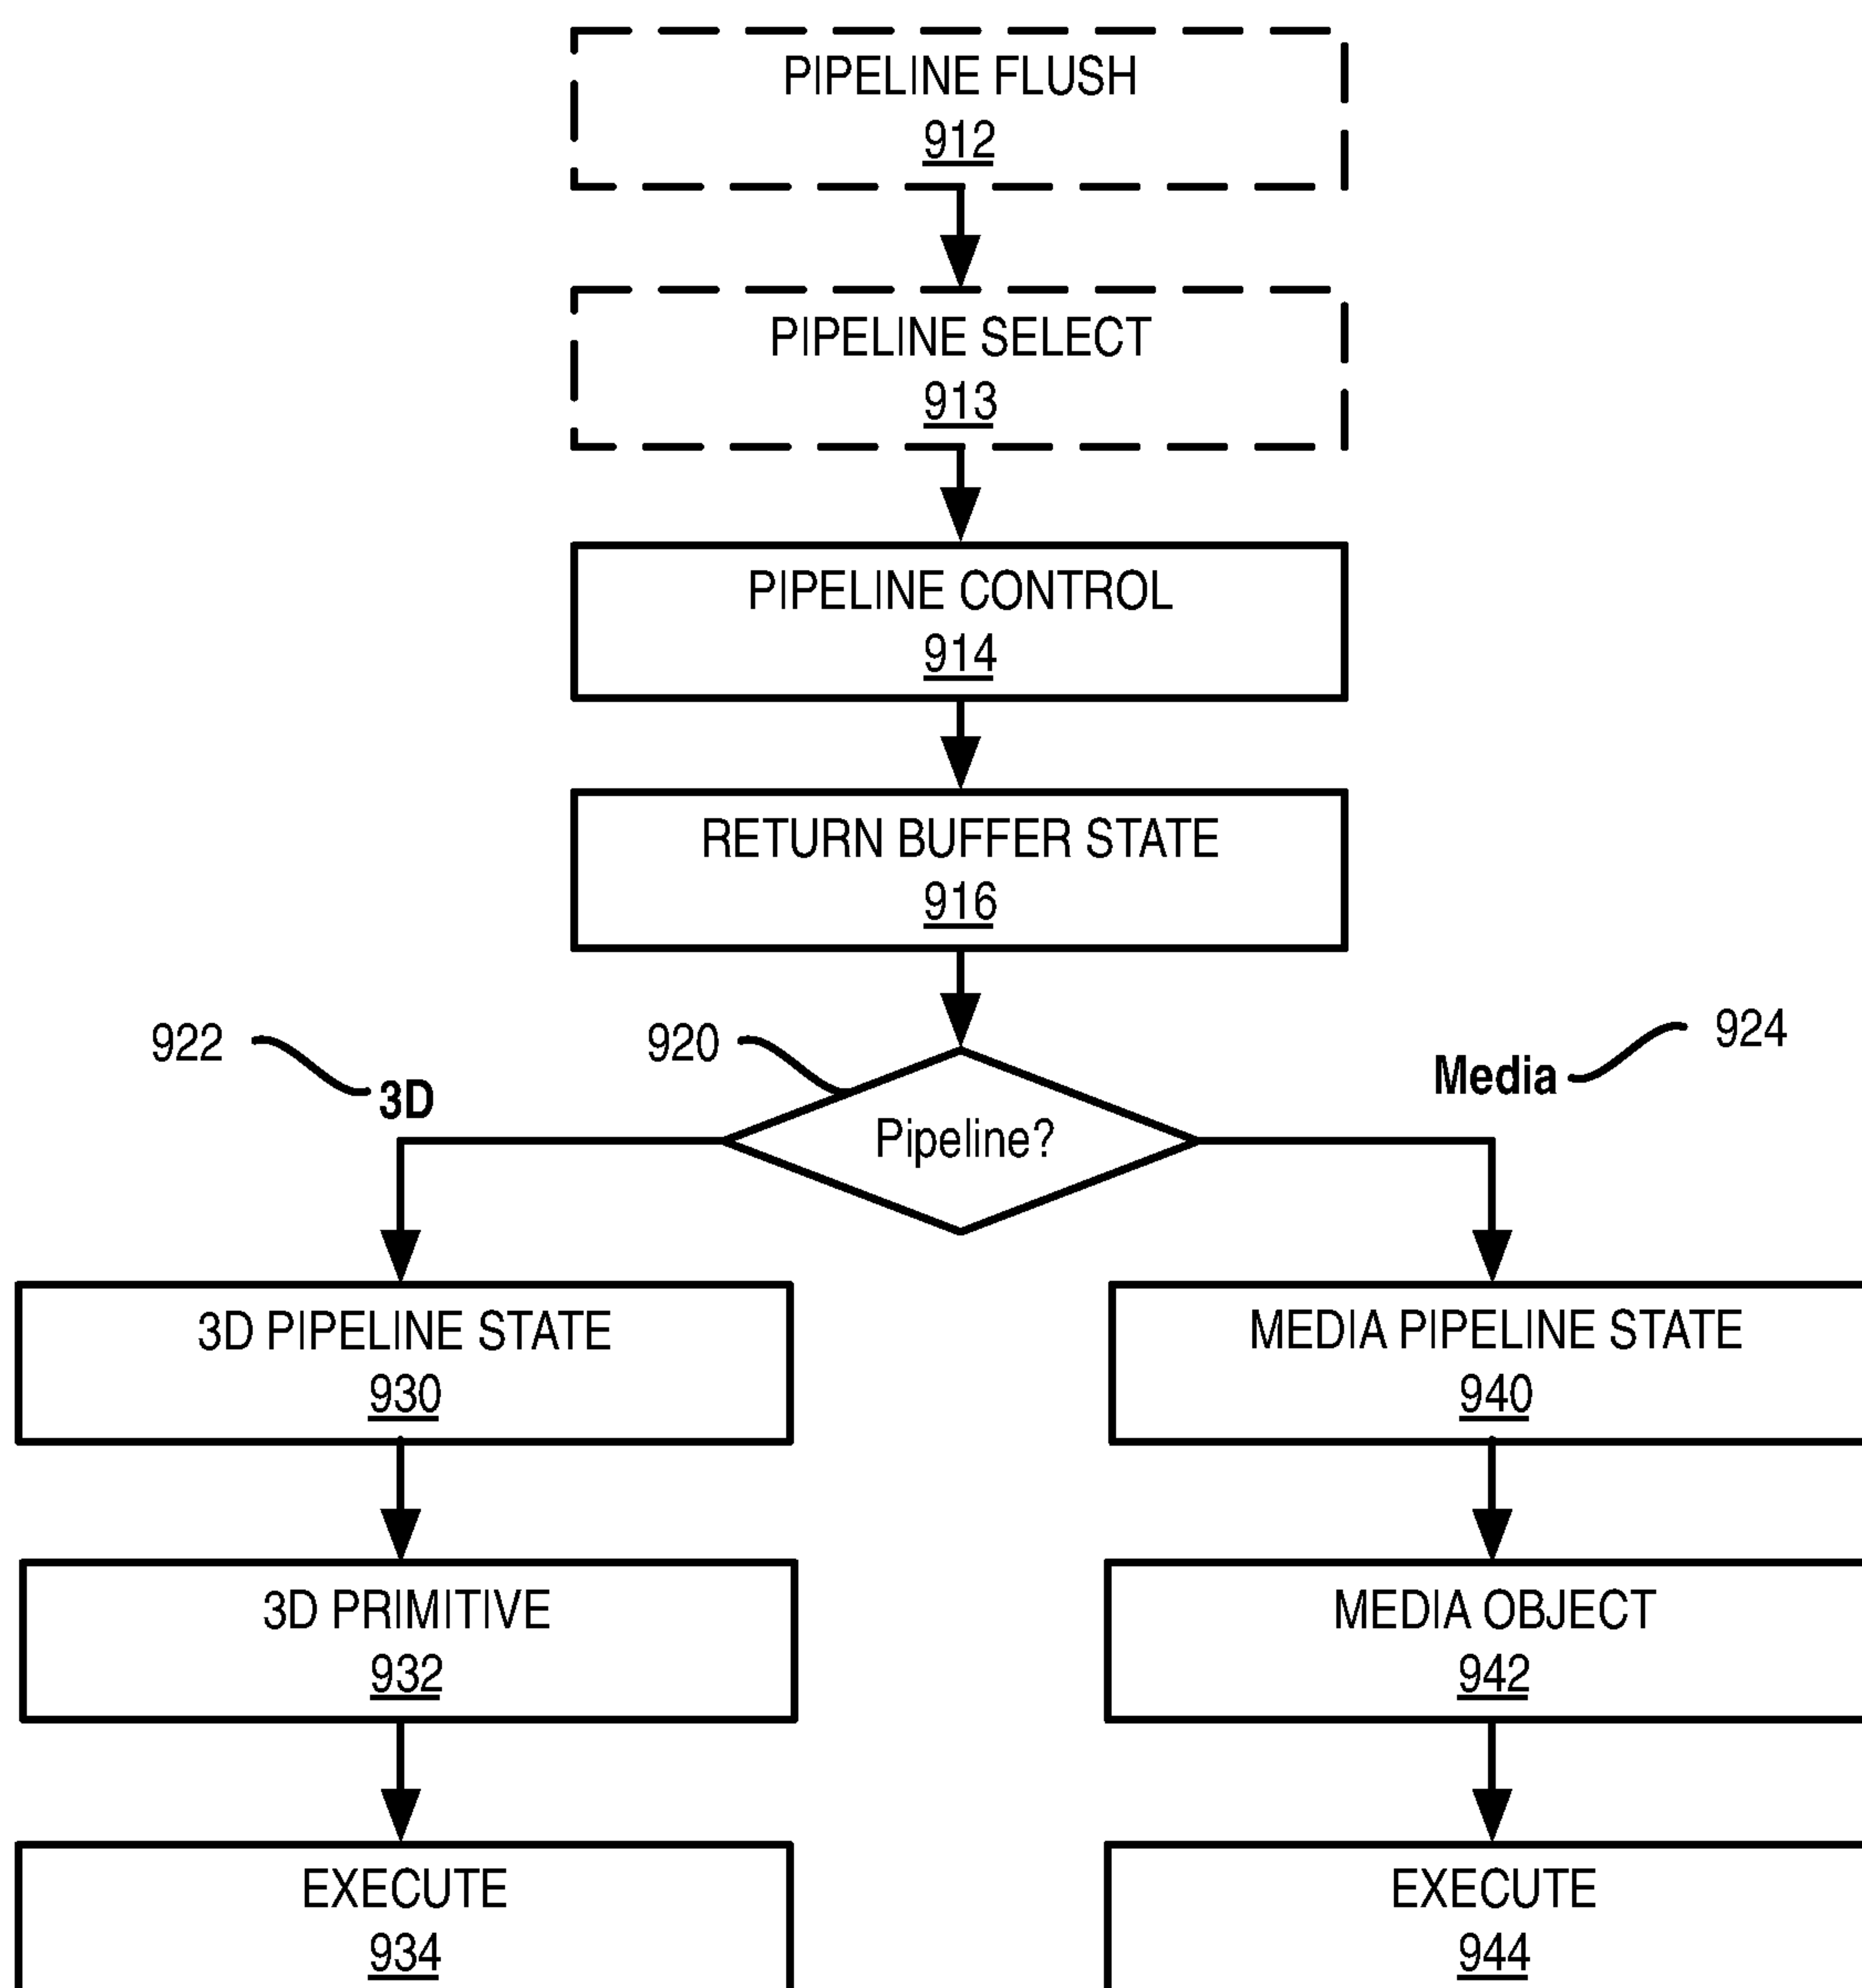 PIPELINE FLUSH
912
PIPELINE SELECT
913
PIPELINE CONTROL
914
RETURN BUFFER STATE
916
922
920
924
3D
Media
Pipeline?
3D PIPELINE STATE
930
MEDIA PIPELINE STATE
940
3D PRIMITIVE
932
MEDIA OBJECT
942
EXECUTE
934
EXECUTE
944